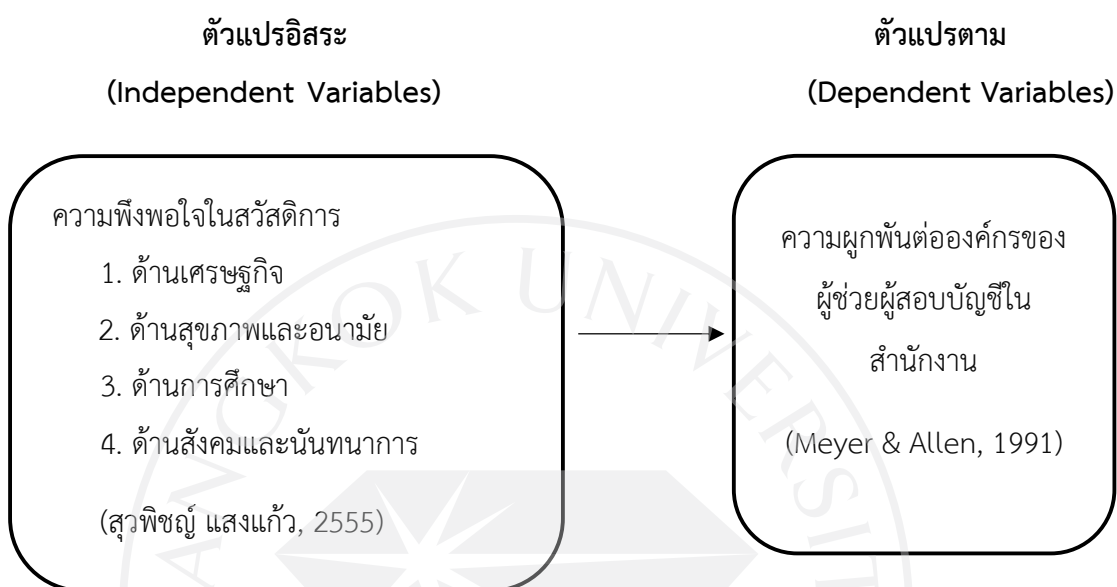 ตัวแปรอิสระ
(Independent Variables)
ความพึงพอใจในสวัสดิการ
1. ด้านเศรษฐกิจ
2. ด้านสุขภาพและอนามัย
3. ด้านการศึกษา
4. ด้านสังคมและนันทนาการ
(สุวพิชญ์ แสงแก้ว, 2555)
ตัวแปรตาม
(Dependent Variables)
ความผูกพันต่อองค์กรของ
ผู้ช่วยผู้สอบบัญชีใน
สำนักงาน
(Meyer & Allen, 1991)